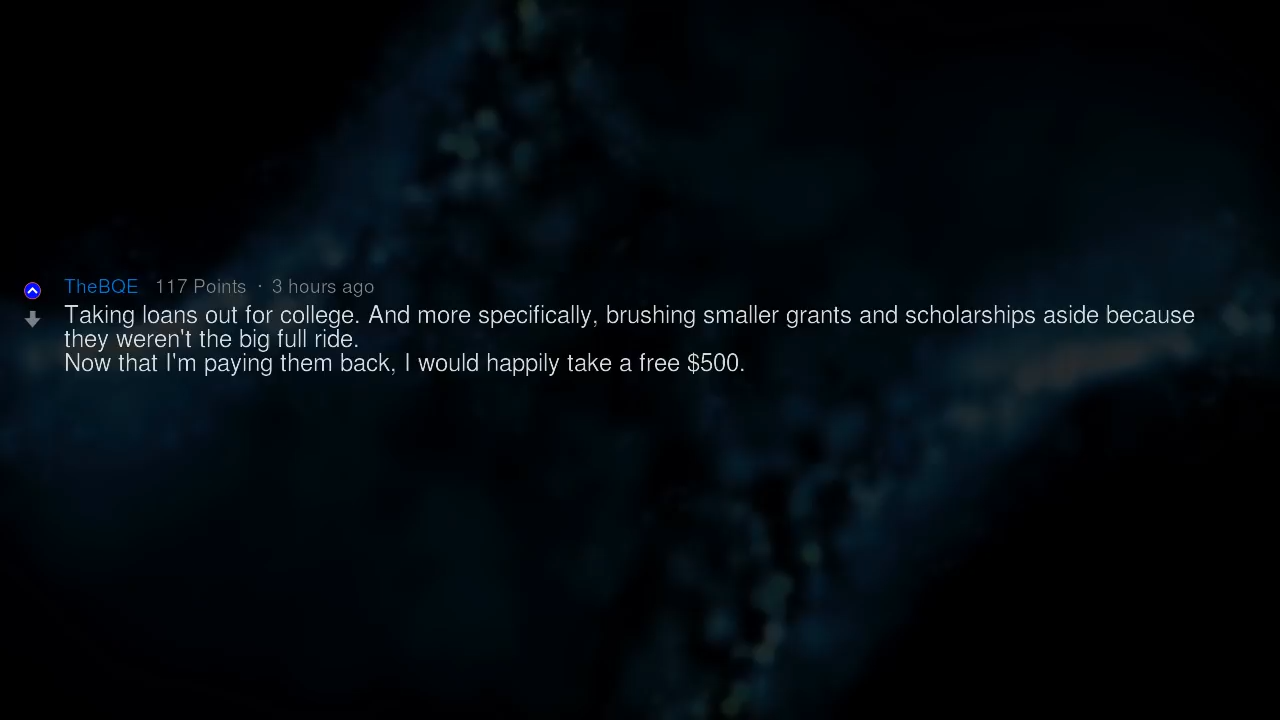 TheBQE 117 Points · 3 hours ago
Taking loans out for college. And more specifically, brushing smaller grants and scholarships aside because
they weren't the big full ride.
Now that I'm paying them back, I would happily take a free $500.